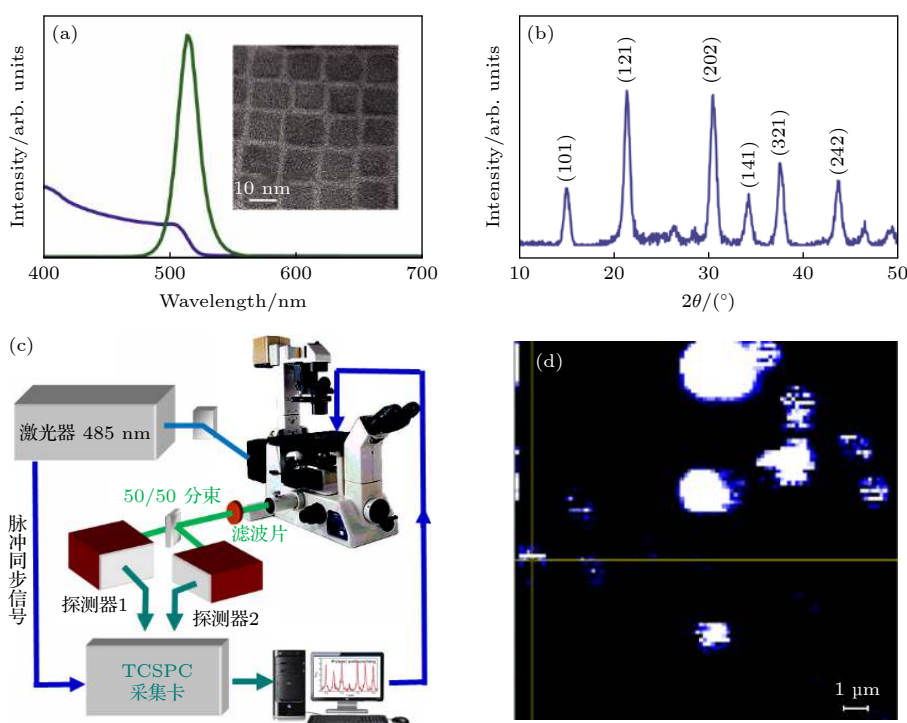 (a)
Intensity/arb. units
10 nm
400
500
600
700
Wavelength/nm
(b)
Intensity/arb. units
(101)
(121)
(202)
(141)
(321)
(242)
10
20
30
40
50
2θ/(°)
(c)
激光器 485 nm
50/50 分束
滤波片
脉冲同步信号
探测器1
探测器2
TCSPC
采集卡
(d)
1 µm